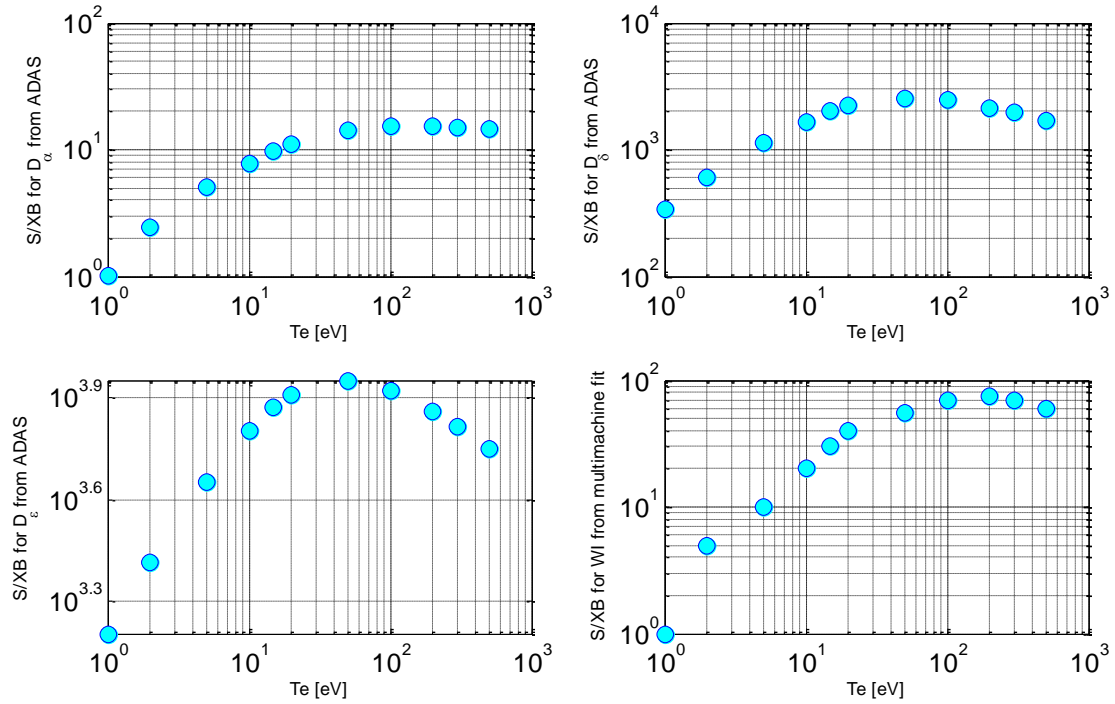 S/XB for D_α from ADAS
10^2
10^1
10^0
10^0 10^1 10^2 10^3
Te [eV]
S/XB for D_δ from ADAS
10^4
10^3
10^2
10^0 10^1 10^2 10^3
Te [eV]
S/XB for D_ε from ADAS
10^3.9
10^3.6
10^3.3
10^0 10^1 10^2 10^3
Te [eV]
S/XB for WI from multimachine fit
10^2
10^1
10^0
10^0 10^1 10^2 10^3
Te [eV]